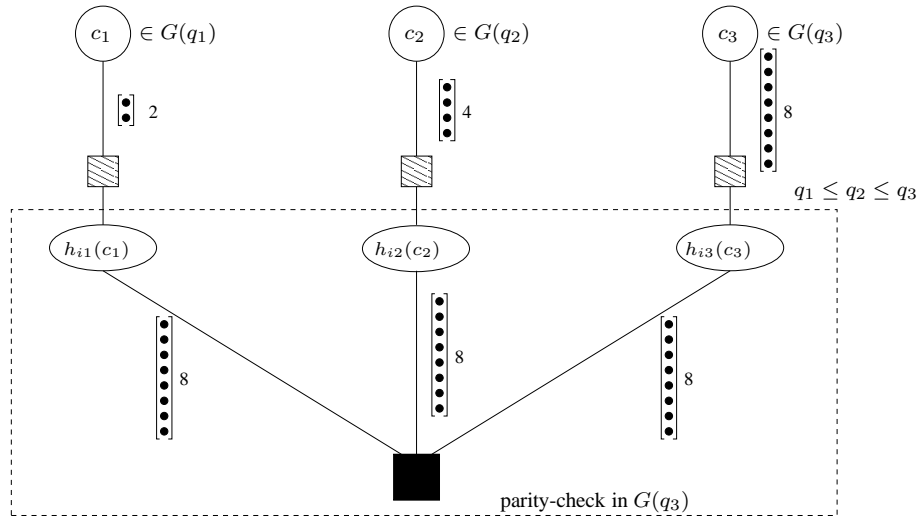 c₁ ∈ G(q₁) c₂ ∈ G(q₂) c₃ ∈ G(q₃)
2 4 8
q₁ ≤ q₂ ≤ q₃
hᵢ₁(c₁) hᵢ₂(c₂) hᵢ₃(c₃)
8 8 8
parity-check in G(q₃)